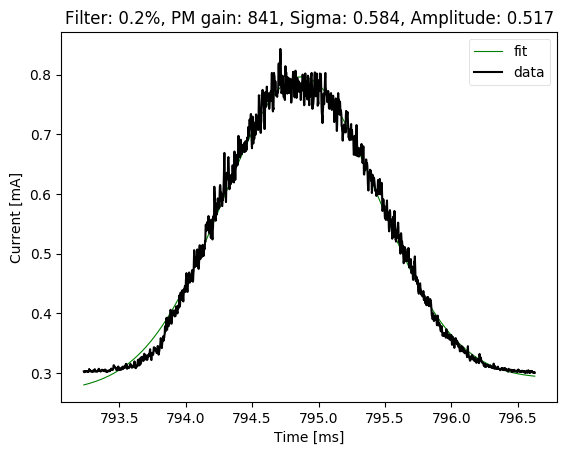 Filter: 0.2%, PM gain: 841, Sigma: 0.584, Amplitude: 0.517
fit
data
0.8
0.7
0.6
0.5
0.4
0.3
Current [mA]
793.5 794.0 794.5 795.0 795.5 796.0 796.5
Time [ms]